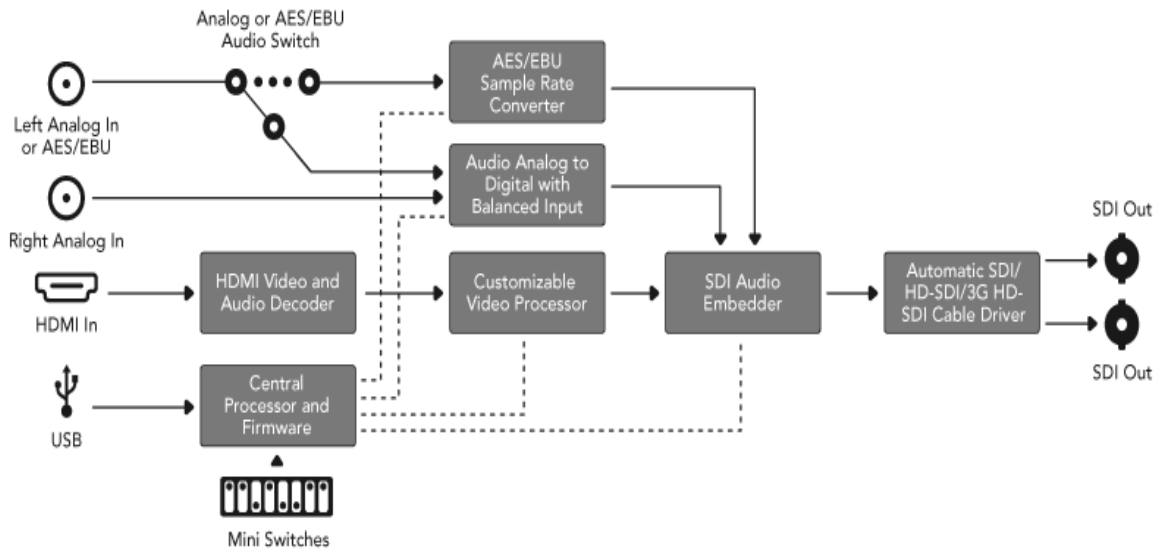 Analog or AES/EBU
Audio Switch
Left Analog In
or AES/EBU
AES/EBU
Sample Rate
Converter
Audio Analog to
Digital with
Balanced Input
Right Analog In
HDMI In
HDMI Video and
Audio Decoder
Customizable
Video Processor
SDI Audio
Embedder
Automatic SDI/
HD-SDI/3G HD-
SDI Cable Driver
SDI Out
SDI Out
USB
Central
Processor and
Firmware
Mini Switches